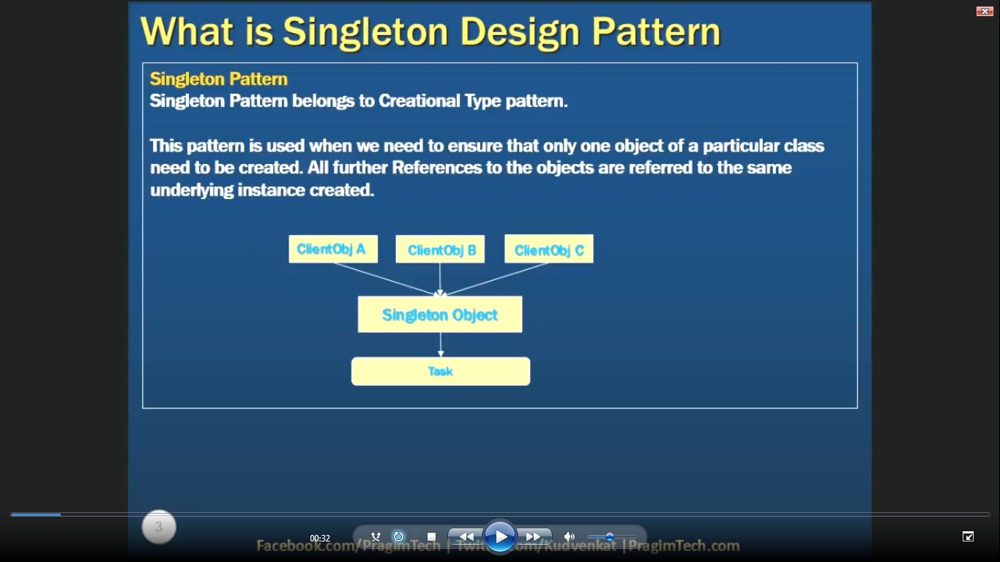 What is Singleton Design Pattern
Singleton Pattern
Singleton Pattern belongs to Creational Type pattern.
This pattern is used when we need to ensure that only one object of a particular class
need to be created. All further References to the objects are referred to the same
underlying instance created.
ClientObj A
ClientObj B
ClientObj C
Singleton Object
Task
3
00:32
Facebook.com/PragimTech | Twitter.com/Kudvenkat |PragimTech.com